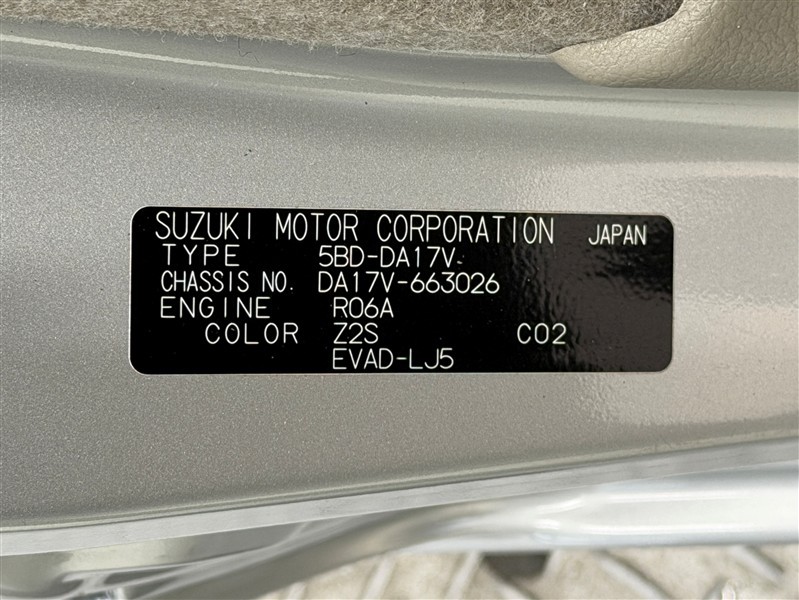 SUZUKI MOTOR CORPORATION JAPAN
TYPE 5BD-DA17V
CHASSIS NO. DA17V-663026
ENGINE R06A
COLOR Z2S C02
EVAD-LJ5